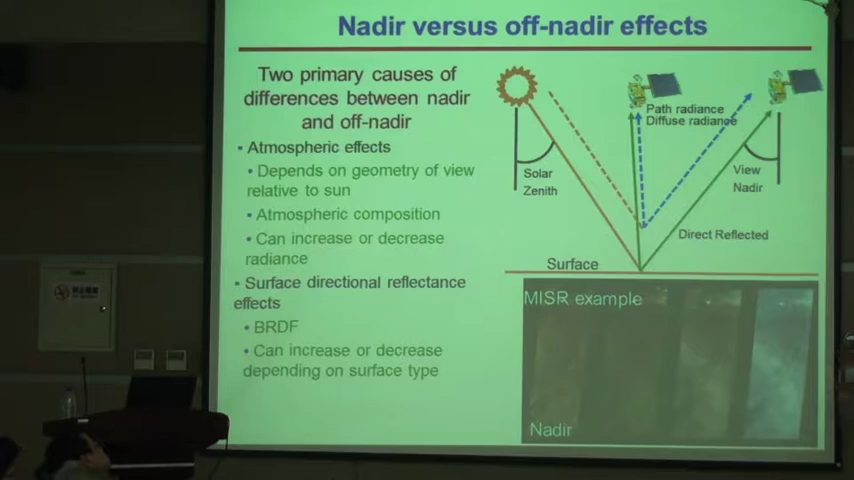 Nadir versus off-nadir effects
Two primary causes of
differences between nadir
and off-nadir
• Atmospheric effects
• Depends on geometry of view
relative to sun
• Atmospheric composition
• Can increase or decrease
radiance
• Surface directional reflectance
effects
• BRDF
• Can increase or decrease
depending on surface type
Path radiance
Diffuse radiance
Solar
Zenith
View
Nadir
Direct Reflected
Surface
MISR example
Nadir